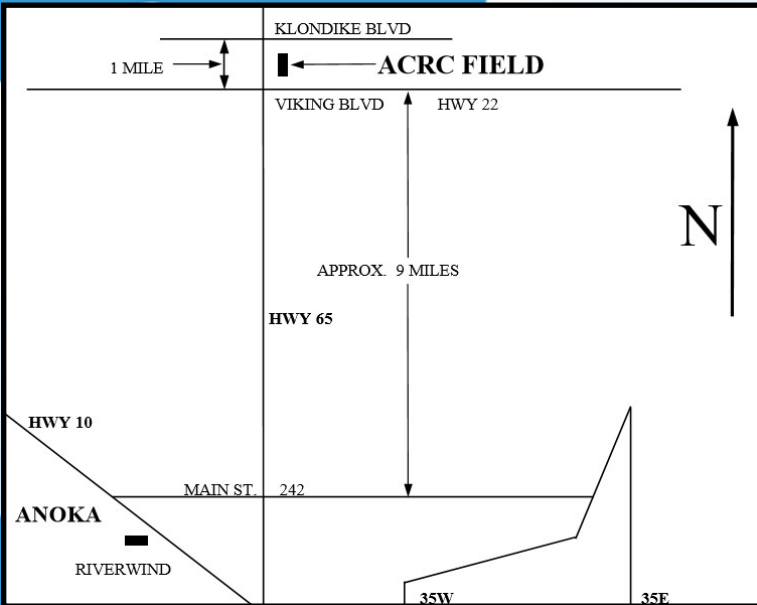 KLONDIKE BLVD
1 MILE
ACRC FIELD
VIKING BLVD HWY 22
N
APPROX. 9 MILES
HWY 65
HWY 10
MAIN ST. 242
ANOKA
RIVERWIND
35W
35E